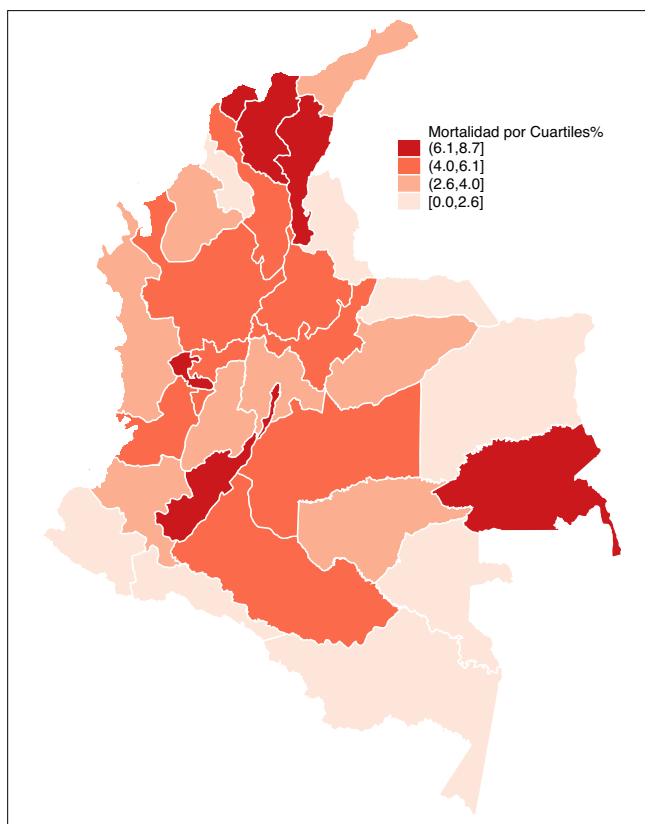 Mortalidad por Cuartiles%
(6.1,8.7]
(4.0,6.1]
(2.6,4.0]
[0.0,2.6]